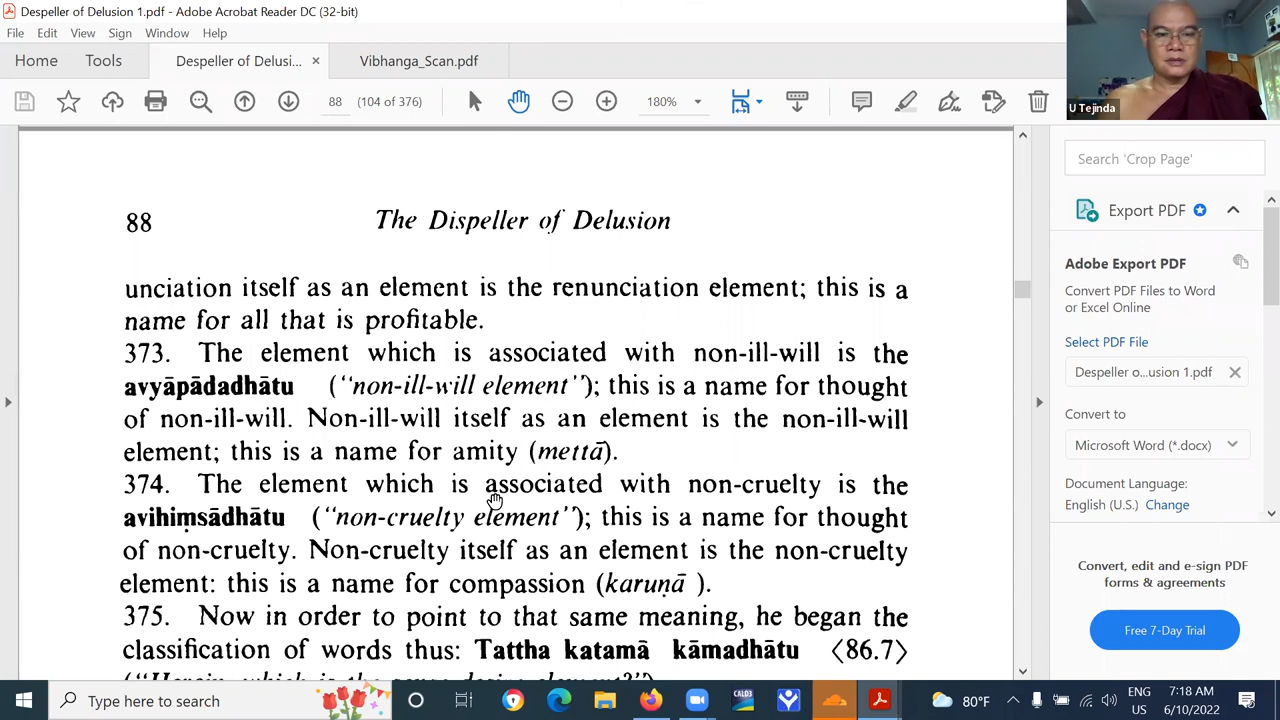 Despeller of Delusion 1.pdf - Adobe Acrobat Reader DC (32-bit)
File Edit View Sign Window Help
Home Tools Despeller of Delusi... × Vibhanga_Scan.pdf
88 (104 of 376) 180%
U Tejinda
Search 'Crop Page'
Export PDF
Adobe Export PDF
Convert PDF Files to Word
or Excel Online
Select PDF File
Despeller o...usion 1.pdf
Convert to
Microsoft Word (*.docx)
Document Language:
English (U.S.) Change
Convert, edit and e-sign PDF
forms & agreements
Free 7-Day Trial
88 The Dispeller of Delusion
unciation itself as an element is the renunciation element; this is a
name for all that is profitable.
373. The element which is associated with non-ill-will is the
avyāpādadhātu (“non-ill-will element”); this is a name for thought
of non-ill-will. Non-ill-will itself as an element is the non-ill-will
element; this is a name for amity (mettā).
374. The element which is associated with non-cruelty is the
avihiṃsādhātu (“non-cruelty element”); this is a name for thought
of non-cruelty. Non-cruelty itself as an element is the non-cruelty
element: this is a name for compassion (karuṇā ).
375. Now in order to point to that same meaning, he began the
classification of words thus: Tattha katamā kāmadhātu ⟨86.7⟩
(“Herein, which is the sense desire element?”)
Type here to search
CALD3
80°F
ENG
US
7:18 AM
6/10/2022